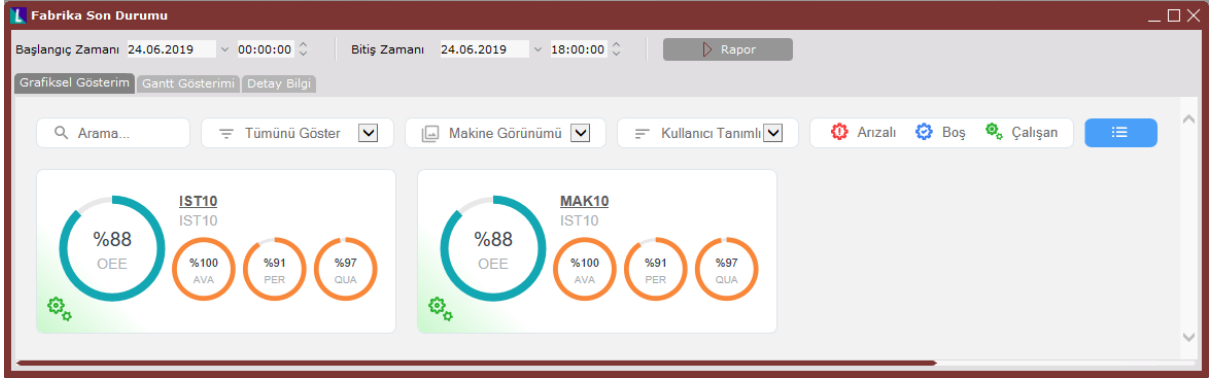 Fabrika Son Durumu
Başlangıç Zamanı 24.06.2019 00:00:00 Bitiş Zamanı 24.06.2019 18:00:00 Rapor
Grafiksel Gösterim Gantt Gösterimi Detay Bilgi
Arama... Tümünü Göster Makine Görünümü Kullanıcı Tanımlı Arızalı Boş Çalışan
IST10
IST10
%88
OEE
%100
AVA
%91
PER
%97
QUA
MAK10
IST10
%88
OEE
%100
AVA
%91
PER
%97
QUA